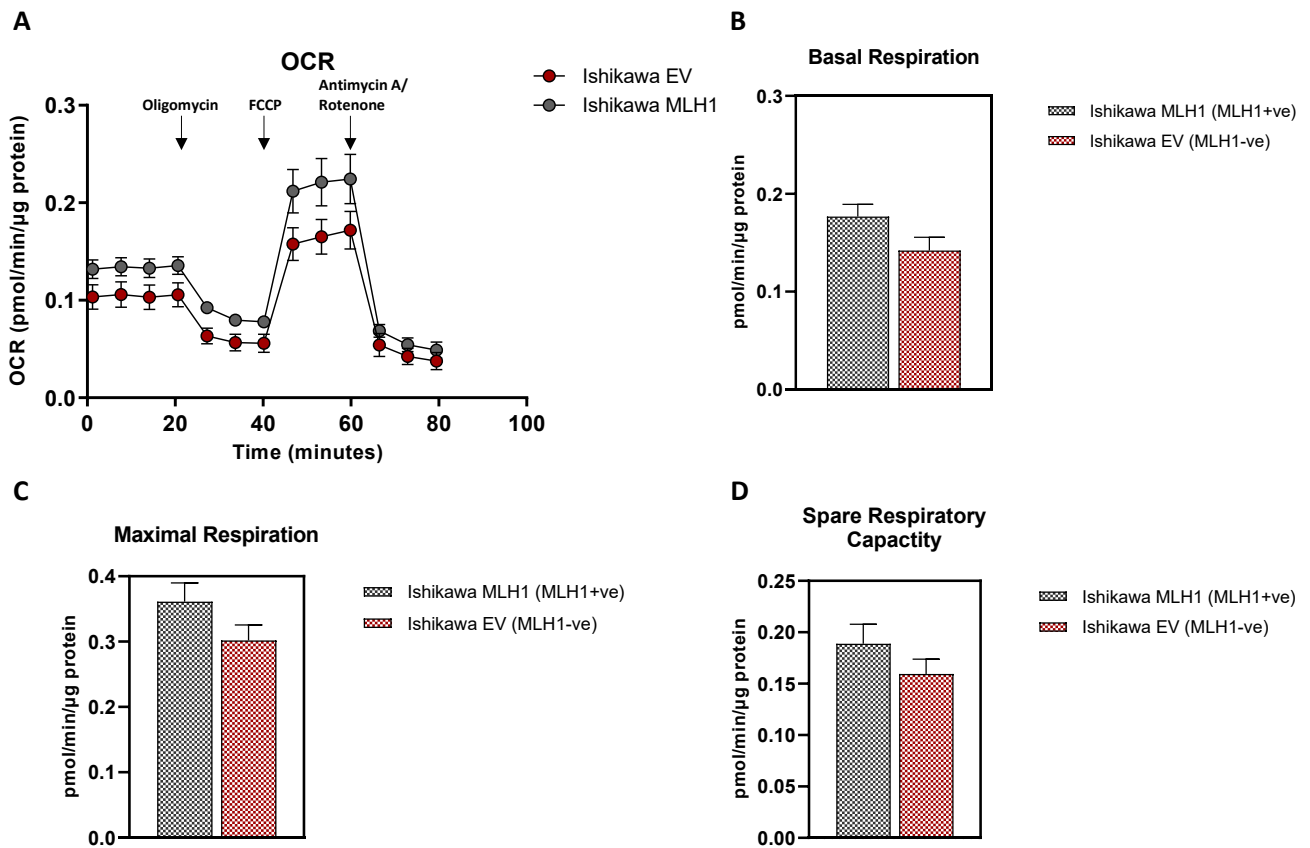 A
OCR
Oligomycin
FCCP
Antimycin A/
Rotenone
Ishikawa EV
Ishikawa MLH1
OCR (pmol/min/µg protein)
0.3
0.2
0.1
0.0
0 20 40 60 80 100
Time (minutes)
B
Basal Respiration
pmol/min/µg protein
0.3
0.2
0.1
0.0
Ishikawa MLH1 (MLH1+ve)
Ishikawa EV (MLH1-ve)
C
Maximal Respiration
pmol/min/µg protein
0.4
0.3
0.2
0.1
0.0
Ishikawa MLH1 (MLH1+ve)
Ishikawa EV (MLH1-ve)
D
Spare Respiratory
Capactity
pmol/min/µg protein
0.25
0.20
0.15
0.10
0.05
0.00
Ishikawa MLH1 (MLH1+ve)
Ishikawa EV (MLH1-ve)